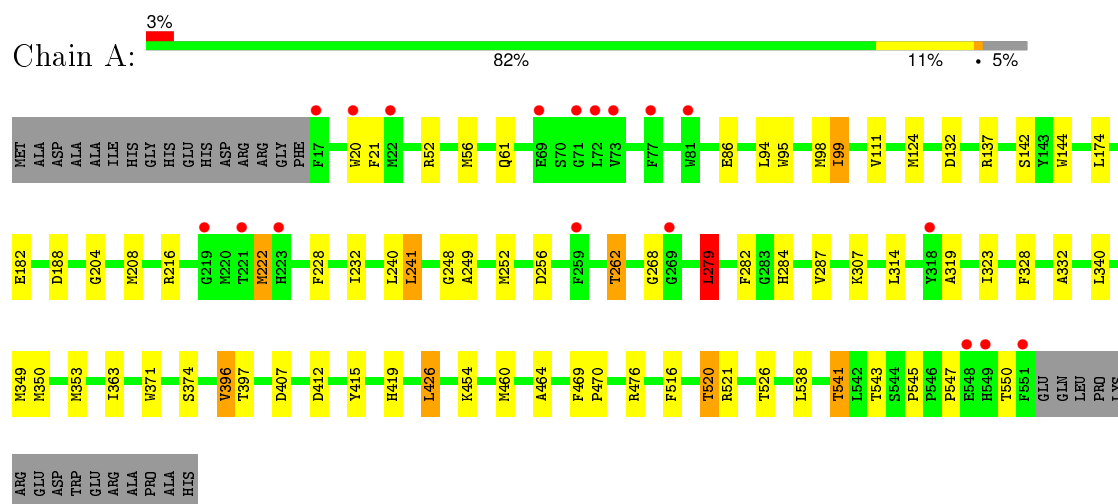 3%
Chain A:
82% 11% • 5%
MET ALA ASP ALA ALA ILE HIS GLY HIS GLU HIS ASP ARG ARG GLY PHE F17 W20 F21 M22 R52 M56 Q61 E69 S70 G71 L72 V73 F77 W81 E86 L94 W95 M98 I99 V111 M124 D132 R137 S142 Y143 W144 L174
E182 D188 G204 M208 R216 G219 M220 T221 M222 H223 F228 I232 L240 L241 G248 A249 M252 D256 F259 T262 G268 G269 L279 F282 G283 H284 V287 K307 L314 Y318 A319 I323 F328 A332 L340
M349 M350 M353 I363 W371 S374 V396 T397 D407 D412 Y415 H419 L426 K454 M460 A464 F469 P470 R476 F516 T520 R521 T526 L538 T541 L542 T543 S544 P545 P546 P547 E548 H549 T550 F551 GLU GLN LEU PRO LYS
ARG GLU ASP TRP GLU ARG ALA PRO ALA HIS